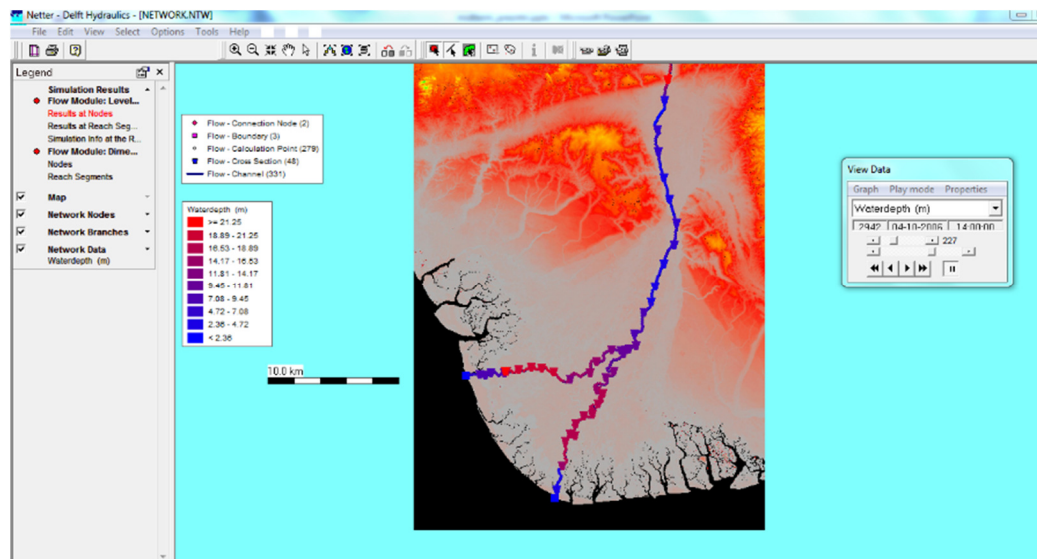 Netter - Delft Hydraulics - [NETWORK.NTW]
File Edit View Select Options Tools Help
Legend
Simulation Results
Flow Module: Level...
Results at Nodes
Results at Reach Seg...
Simulation Info at the R...
Flow Module: Dime...
Nodes
Reach Segments
Map
Network Nodes
Network Branches
Network Data
Waterdepth (m)
Flow - Connection Node (2)
Flow - Boundary (3)
Flow - Calculation Point (279)
Flow - Cross Section (48)
Flow - Channel (331)
Waterdepth (m)
>= 21.25
18.89 - 21.25
16.53 - 18.89
14.17 - 16.53
11.81 - 14.17
9.45 - 11.81
7.08 - 9.45
4.72 - 7.08
2.36 - 4.72
< 2.36
10.0 km
View Data
Graph Play mode Properties
Waterdepth (m)
2942 04-10-2006 14:00:00
227